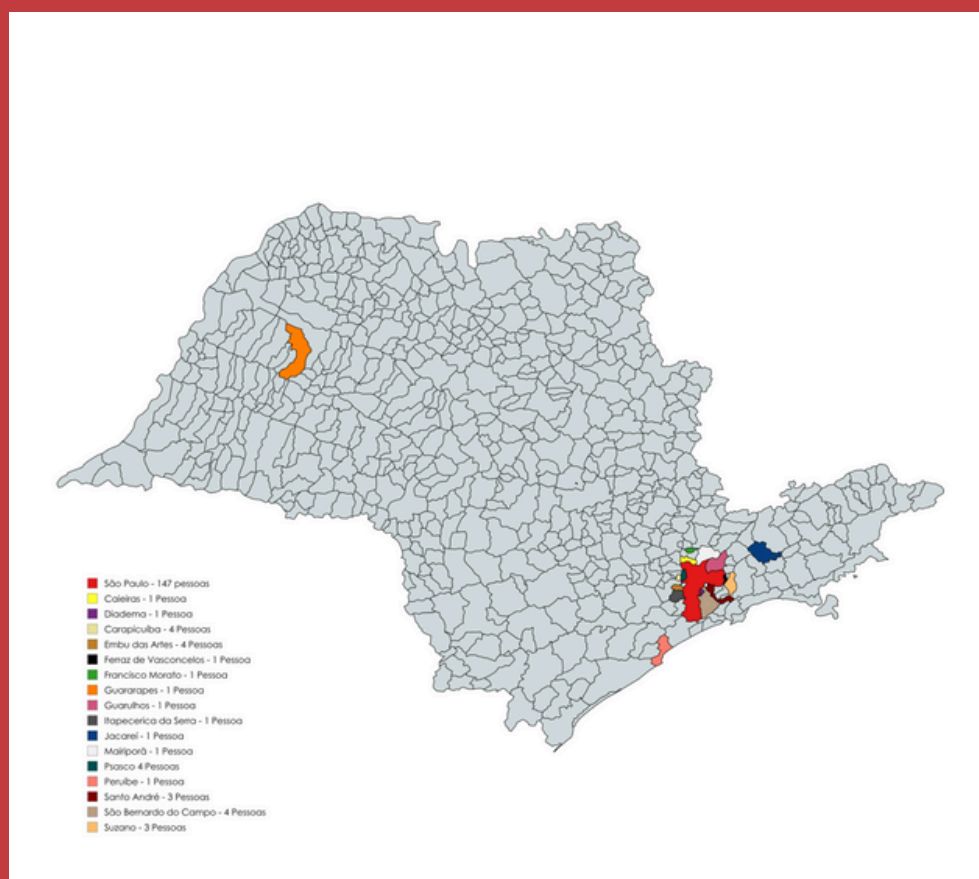 São Paulo - 147 pessoas
Caieiras - 1 Pessoa
Diadema - 1 Pessoa
Carapicuíba - 4 Pessoas
Embu das Artes - 4 Pessoas
Ferraz de Vasconcelos - 1 Pessoa
Francisco Morato - 1 Pessoa
Guararapes - 1 Pessoa
Guarulhos - 1 Pessoa
Itapecerica da Serra - 1 Pessoa
Jacareí - 1 Pessoa
Mairiporã - 1 Pessoa
Psasco 4 Pessoas
Peruíbe - 1 Pessoa
Santo André - 3 Pessoas
São Bernardo do Campo - 4 Pessoas
Suzano - 3 Pessoas